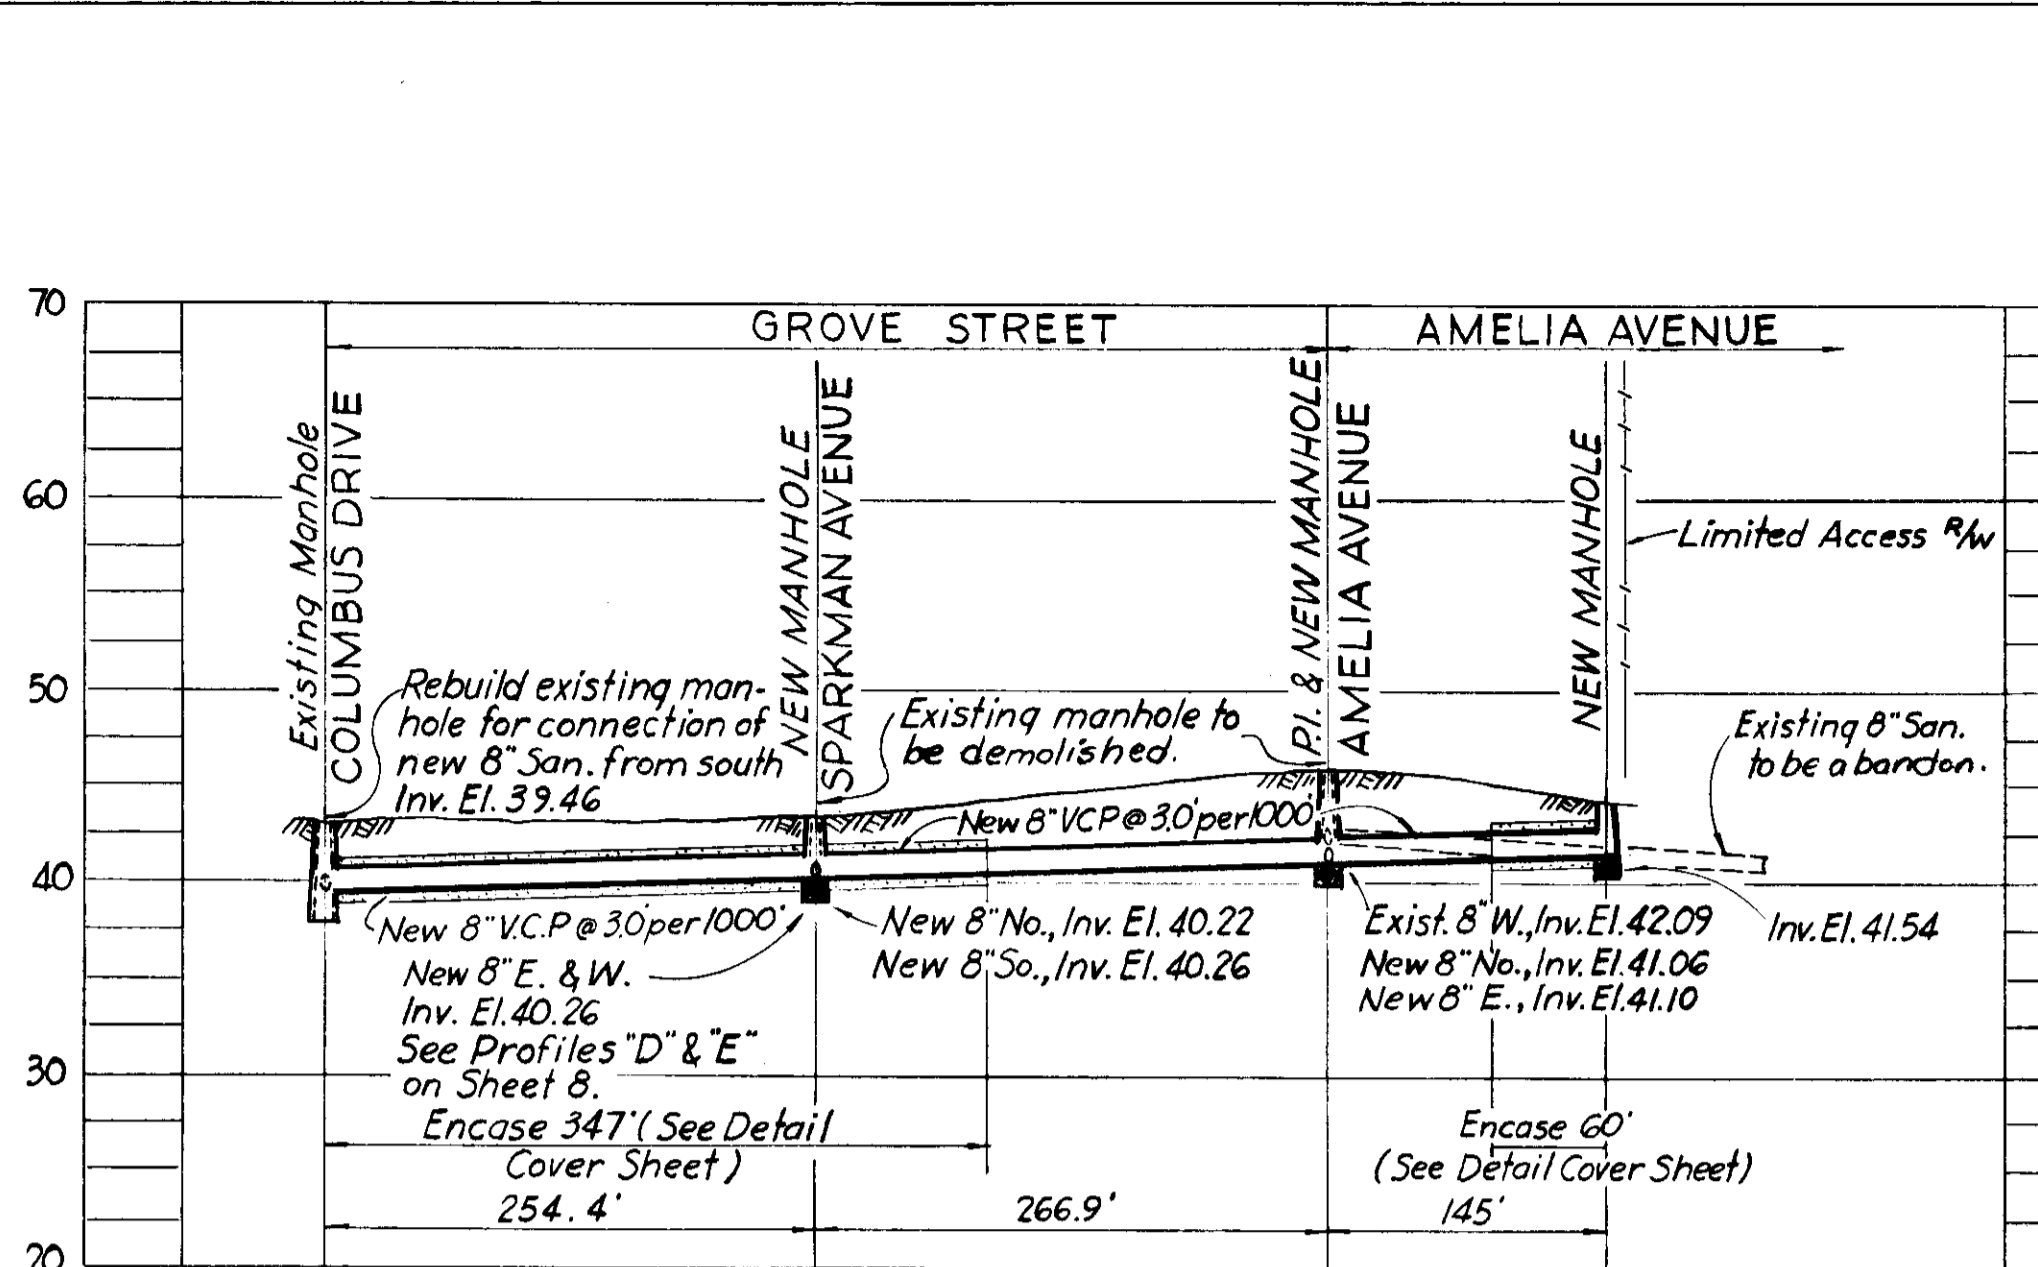 70
GROVE STREET
AMELIA AVENUE
Existing Manhole
COLUMBUS DRIVE
NEW MANHOLE
SPARKMAN AVENUE
P.I. & NEW MANHOLE
AMELIA AVENUE
NEW MANHOLE
60
Limited Access R/W
50
Rebuild existing man-
hole for connection of
new 8" San. from south
Inv. El. 39.46
Existing manhole to
be demolished.
Existing 8" San.
to be abandon.
New 8" VCP @ 3.0' per 1000'
40
New 8" V.C.P @ 3.0' per 1000'
New 8" E. & W.
Inv. El. 40.26
See Profiles "D" & "E"
on Sheet 8.
New 8" No., Inv. El. 40.22
New 8" So., Inv. El. 40.26
Exist. 8" W., Inv. El. 42.09
New 8" No., Inv. El. 41.06
New 8" E., Inv. El. 41.10
Inv. El. 41.54
30
Encase 347' (See Detail
Cover Sheet)
Encase 60'
(See Detail Cover Sheet)
254.4'
266.9'
145'
20